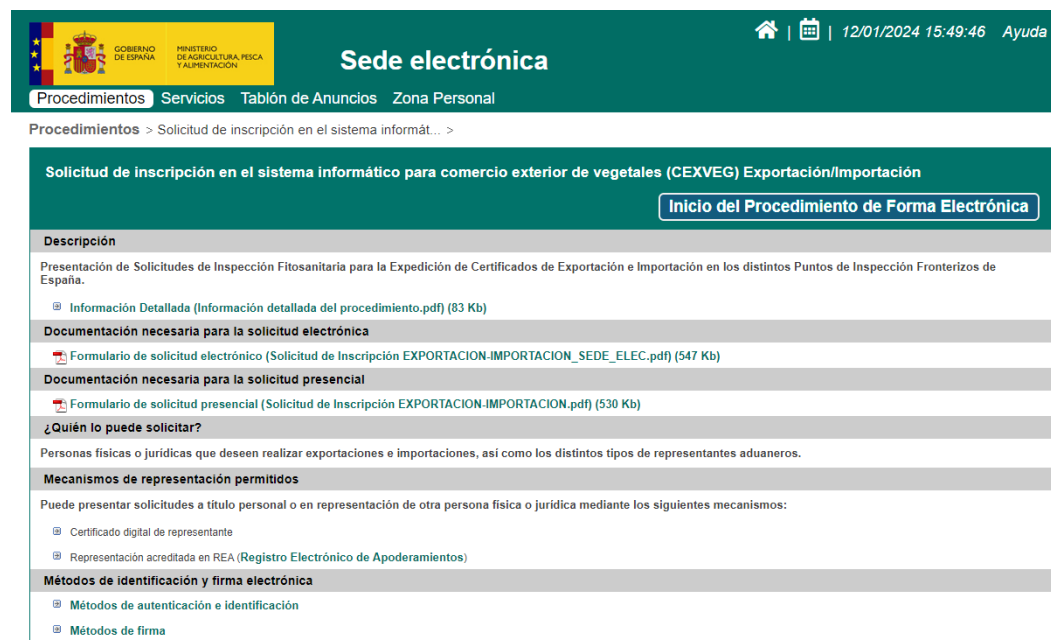 GOBIERNO
DE ESPAÑA
MINISTERIO
DE AGRICULTURA, PESCA
Y ALIMENTACIÓN
Sede electrónica
| | 12/01/2024 15:49:46 Ayuda
Procedimientos Servicios Tablón de Anuncios Zona Personal
Procedimientos > Solicitud de inscripción en el sistema informát... >
Solicitud de inscripción en el sistema informático para comercio exterior de vegetales (CEXVEG) Exportación/Importación
Inicio del Procedimiento de Forma Electrónica
Descripción
Presentación de Solicitudes de Inspección Fitosanitaria para la Expedición de Certificados de Exportación e Importación en los distintos Puntos de Inspección Fronterizos de
España.
Información Detallada (Información detallada del procedimiento.pdf) (83 Kb)
Documentación necesaria para la solicitud electrónica
Formulario de solicitud electrónico (Solicitud de Inscripción EXPORTACION-IMPORTACION_SEDE_ELEC.pdf) (547 Kb)
Documentación necesaria para la solicitud presencial
Formulario de solicitud presencial (Solicitud de Inscripción EXPORTACION-IMPORTACION.pdf) (530 Kb)
¿Quién lo puede solicitar?
Personas físicas o jurídicas que deseen realizar exportaciones e importaciones, así como los distintos tipos de representantes aduaneros.
Mecanismos de representación permitidos
Puede presentar solicitudes a título personal o en representación de otra persona física o jurídica mediante los siguientes mecanismos:
Certificado digital de representante
Representación acreditada en REA (Registro Electrónico de Apoderamientos)
Métodos de identificación y firma electrónica
Métodos de autenticación e identificación
Métodos de firma